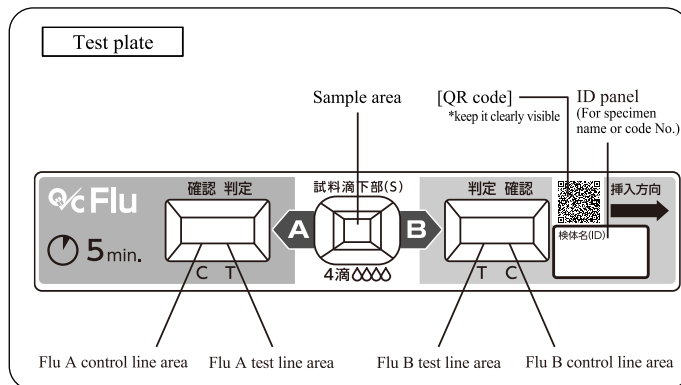 Test plate
Sample area
[QR code]
*keep it clearly visible
ID panel
(For specimen
name or code No.)
Q/c Flu
5 min.
確認 判定
C T
A
試料滴下部(S)
4滴
B
判定 確認
T C
挿入方向
検体名(ID)
Flu A control line area
Flu A test line area
Flu B test line area
Flu B control line area